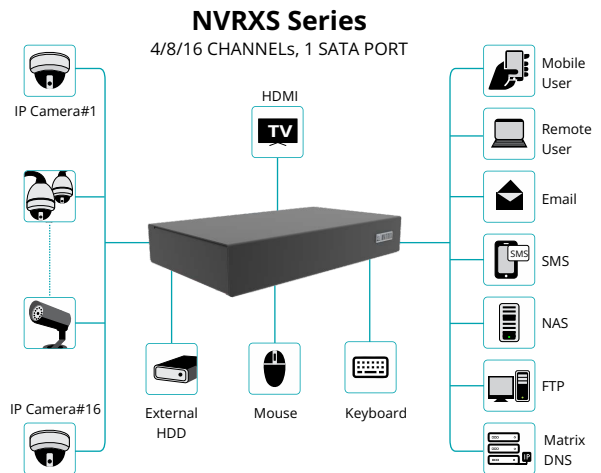 NVRXS Series
4/8/16 CHANNELs, 1 SATA PORT
IP Camera#1
HDMI
TV
Mobile
User
Remote
User
Email
SMS
SMS
NAS
FTP
IP
Matrix
DNS
IP Camera#16
External
HDD
Mouse
Keyboard